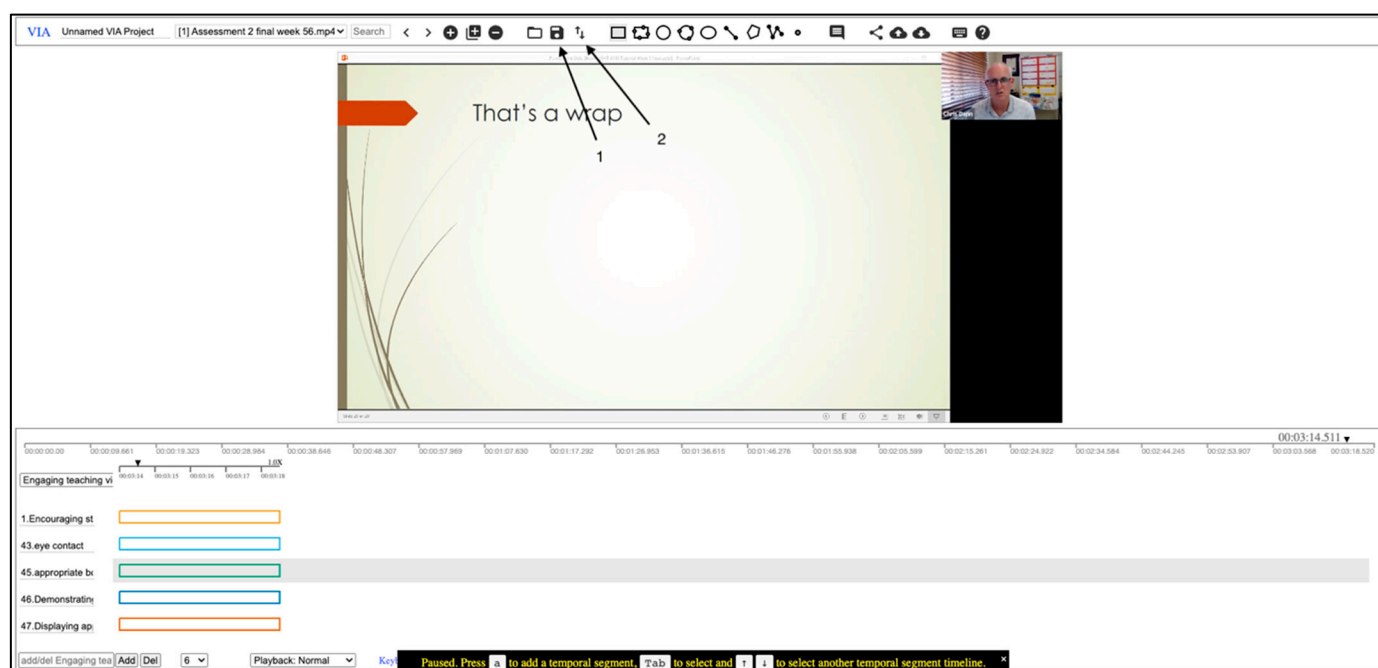 VIA Unnamed VIA Project [1] Assessment 2 final week 56.mp4 Search < >
That's a wrap
Chris Dann
1
2
00:03:14.511
00:00:00.00 00:00:09.661 00:00:19.323 00:00:28.984 00:00:38.646 00:00:48.307 00:00:57.969 00:01:07.630 00:01:17.292 00:01:26.953 00:01:36.615 00:01:46.276 00:01:55.938 00:02:05.599 00:02:15.261 00:02:24.922 00:02:34.584 00:02:44.245 00:02:53.907 00:03:03.568 00:03:18.520
1.0X
Engaging teaching vi 00:03:14 00:03:15 00:03:16 00:03:17 00:03:18
1.Encouraging st
43.eye contact
45.appropriate bo
46.Demonstrating
47.Displaying ap
add/del Engaging tea Add Del 6 Playback: Normal Key
Paused. Press a to add a temporal segment, Tab to select and ↑ ↓ to select another temporal segment timeline. ×